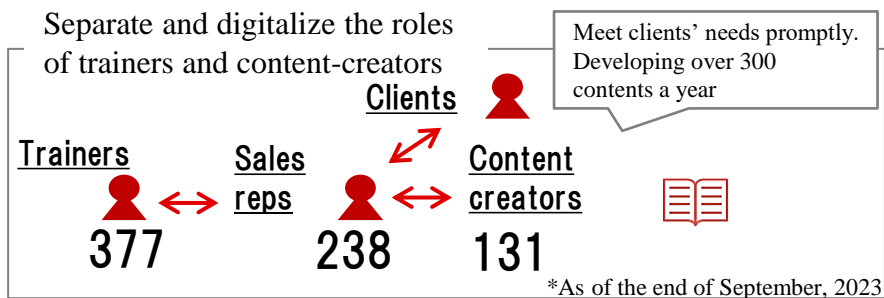 Separate and digitalize the roles
of trainers and content-creators
Meet clients’ needs promptly.
Developing over 300
contents a year
Clients
Trainers
Sales
reps
Content
creators
377
238
131
*As of the end of September, 2023